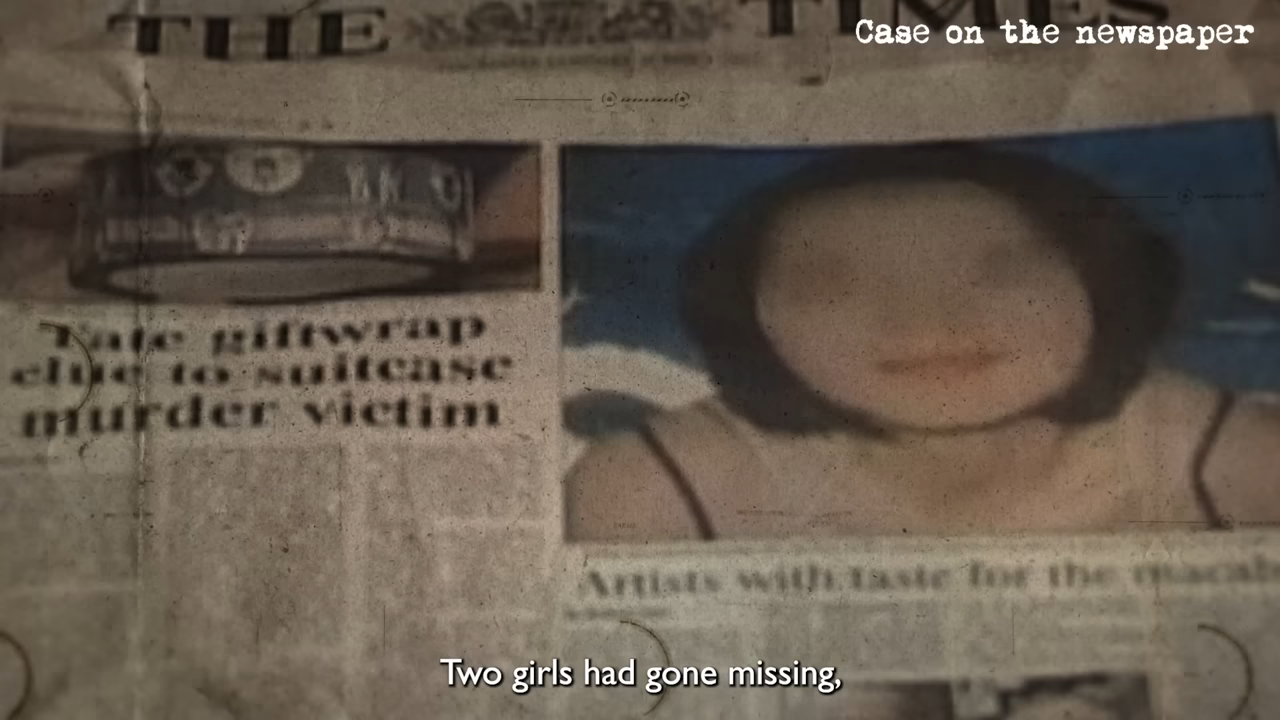 THE TIMES
Case on the newspaper
Tate giftwrap
clue to suitcase
murder victim
Artists with taste for the
Two girls had gone missing,